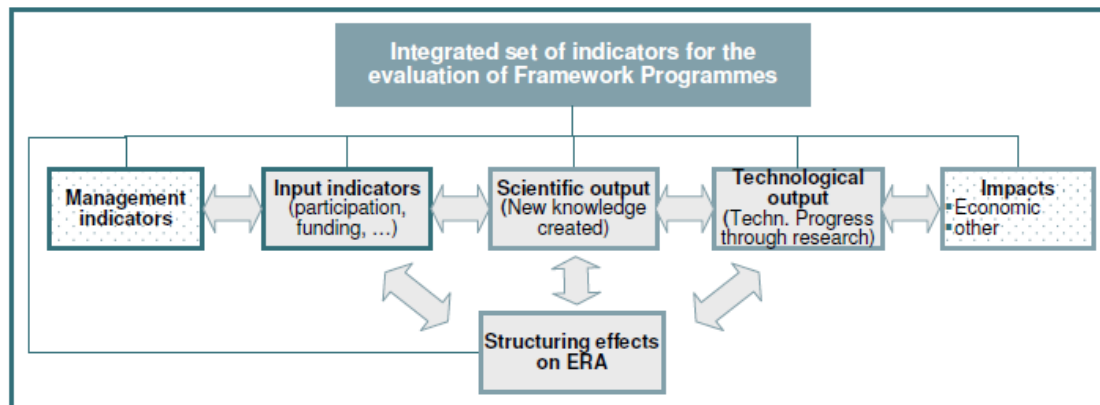 Integrated set of indicators for the
evaluation of Framework Programmes
Management
indicators
Input indicators
(participation,
funding, ...)
Scientific output
(New knowledge
created)
Technological
output
(Techn. Progress
through research)
Impacts
▪Economic
▪other
Structuring effects
on ERA